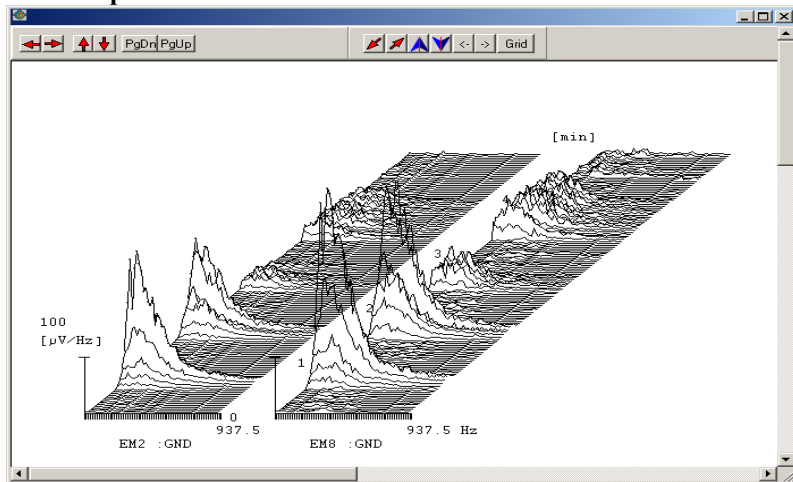 PgDn PgUp <- -> Grid
[min]
3
2
100
[µV/Hz]
1
0
937.5 937.5 Hz
EM2 :GND EM8 :GND